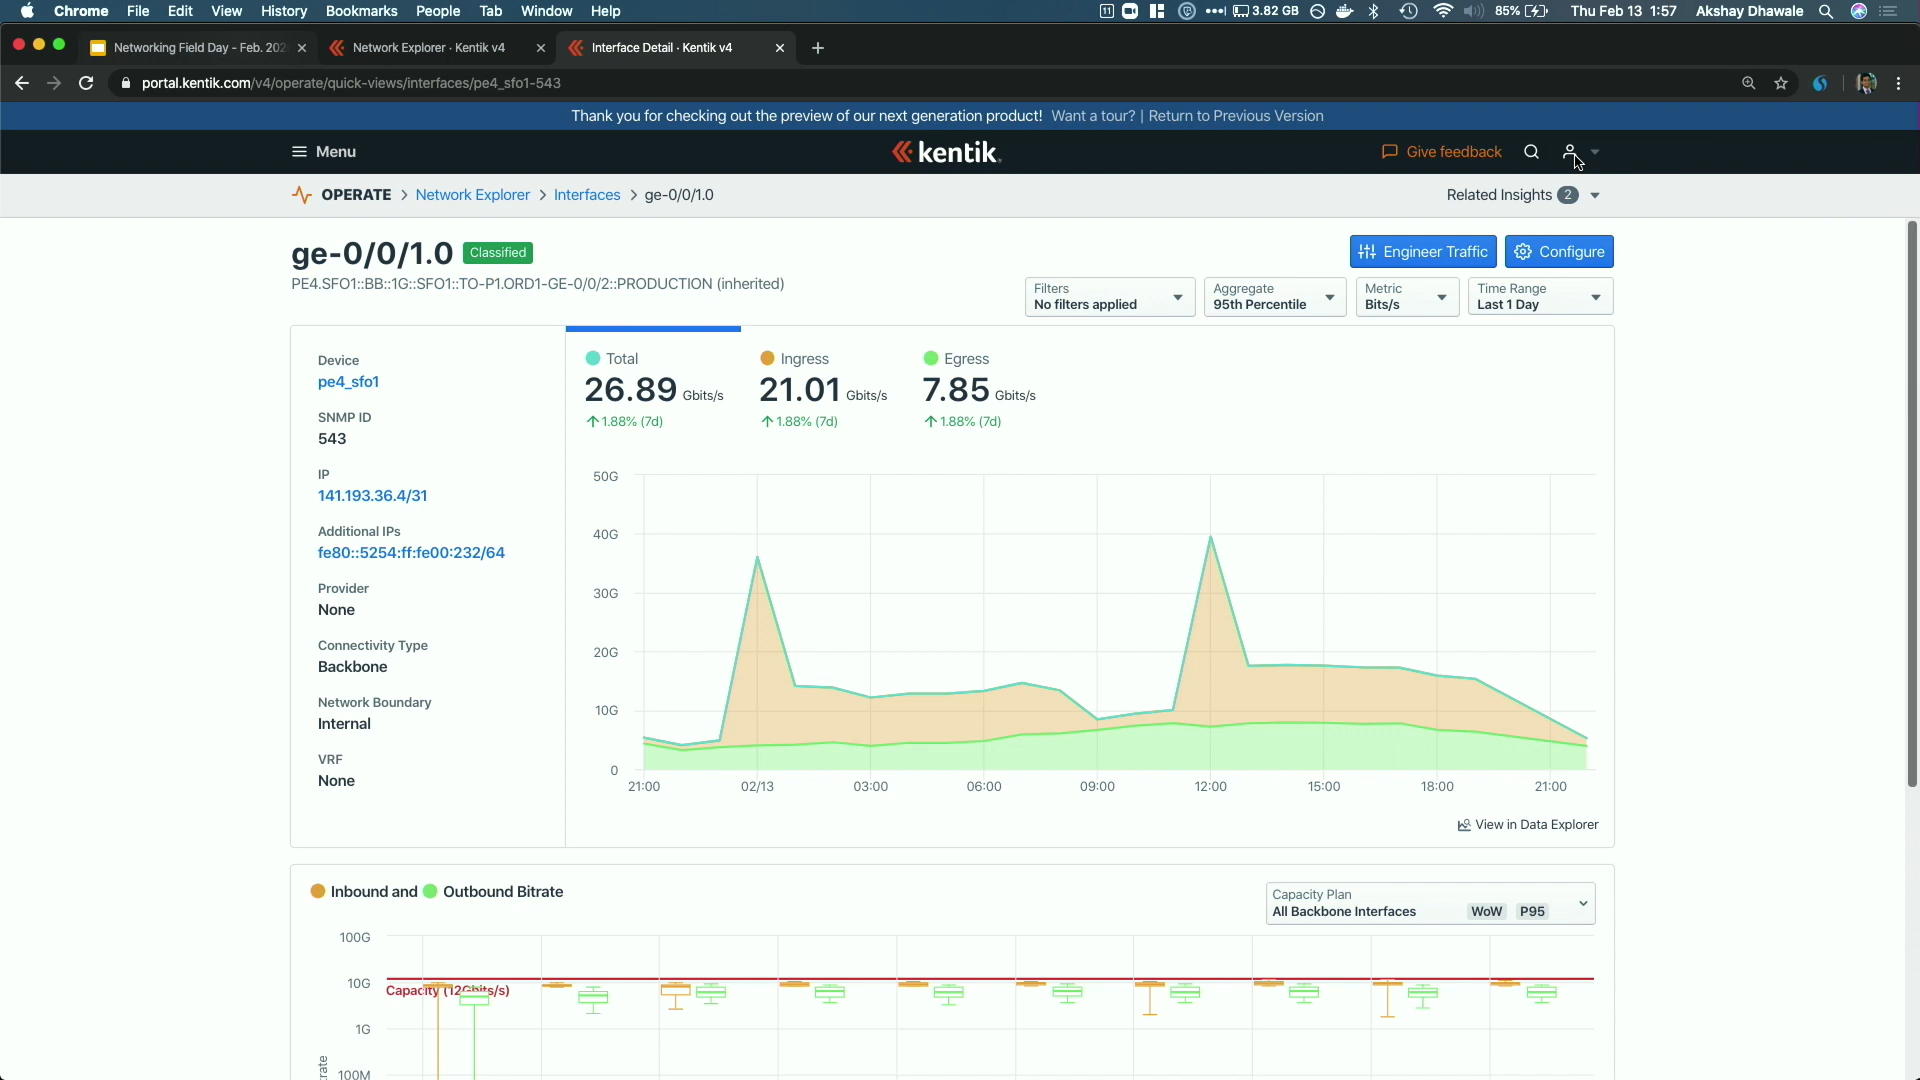 Chrome File Edit View History Bookmarks People Tab Window Help 11 3.82 GB 85% Thu Feb 13 1:57 Akshay Dhawale
Networking Field Day - Feb. 202 Network Explorer · Kentik v4 Interface Detail · Kentik v4
portal.kentik.com/v4/operate/quick-views/interfaces/pe4_sfo1-543
Thank you for checking out the preview of our next generation product! Want a tour? | Return to Previous Version
Menu kentik Give feedback
OPERATE > Network Explorer > Interfaces > ge-0/0/1.0 Related Insights 2
ge-0/0/1.0 Classified Engineer Traffic Configure
PE4.SFO1::BB::1G::SFO1::TO-P1.ORD1-GE-0/0/2::PRODUCTION (inherited)
Filters Aggregate Metric Time Range
No filters applied 95th Percentile Bits/s Last 1 Day
Device
pe4_sfo1
SNMP ID
543
IP
141.193.36.4/31
Additional IPs
fe80::5254:ff:fe00:232/64
Provider
None
Connectivity Type
Backbone
Network Boundary
Internal
VRF
None
Total Ingress Egress
26.89 Gbits/s 21.01 Gbits/s 7.85 Gbits/s
1.88% (7d) 1.88% (7d) 1.88% (7d)
50G
40G
30G
20G
10G
0
21:00 02/13 03:00 06:00 09:00 12:00 15:00 18:00 21:00
View in Data Explorer
Inbound and Outbound Bitrate
Capacity Plan
All Backbone Interfaces WoW P95
100G
10G
Capacity (12Gbits/s)
1G
100M